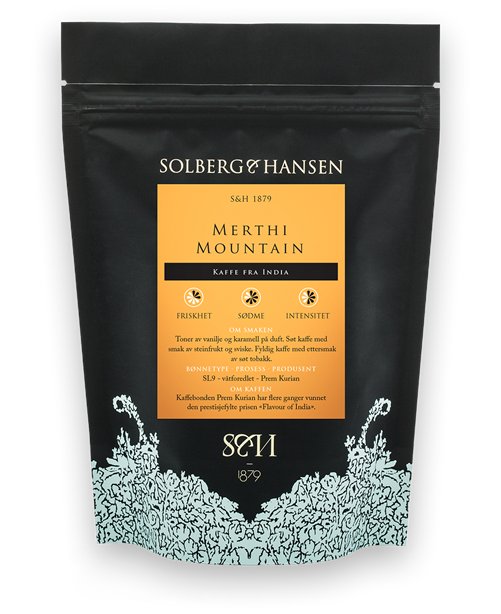 SOLBERG & HANSEN
S&H 1879
MERTHI
MOUNTAIN
KAFFE FRA INDIA
FRISKHET SØDME INTENSITET
OM SMAKEN
Toner av vanilje og karamell på duft. Søt kaffe med
smak av steinfrukt og sviske. Fyldig kaffe med ettersmak
av søt tobakk.
BØNNETYPE · PROSESS · PRODUSENT
SL9 - våtforedlet - Prem Kurian
OM KAFFEN
Kaffebonden Prem Kurian har flere ganger vunnet
den prestisjefylte prisen «Flavour of India».
S&H
1879